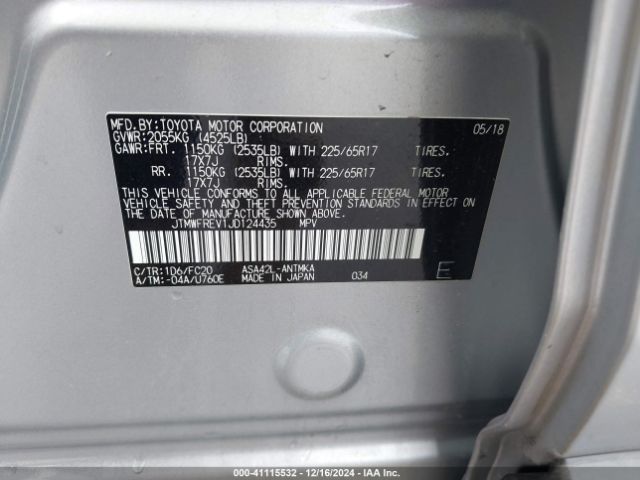 MFD.BY:TOYOTA MOTOR CORPORATION 05/18
GVWR:2055KG (4525LB)
GAWR:FRT. 1150KG (2535LB) WITH 225/65R17 TIRES.
17X7J RIMS.
RR. 1150KG (2535LB) WITH 225/65R17 TIRES.
17X7J RIMS.
THIS VEHICLE CONFORMS TO ALL APPLICABLE FEDERAL MOTOR
VEHICLE SAFETY AND THEFT PREVENTION STANDARDS IN EFFECT
ON THE DATE OF MANUFACTURE SHOWN ABOVE.
JTMWFREV1JD124435 MPV
C/TR:1D6/FC20 ASA42L-ANTMKA
A/TM:-04A/U760E MADE IN JAPAN 034 E
000-41115532 - 12/16/2024 - IAA Inc.